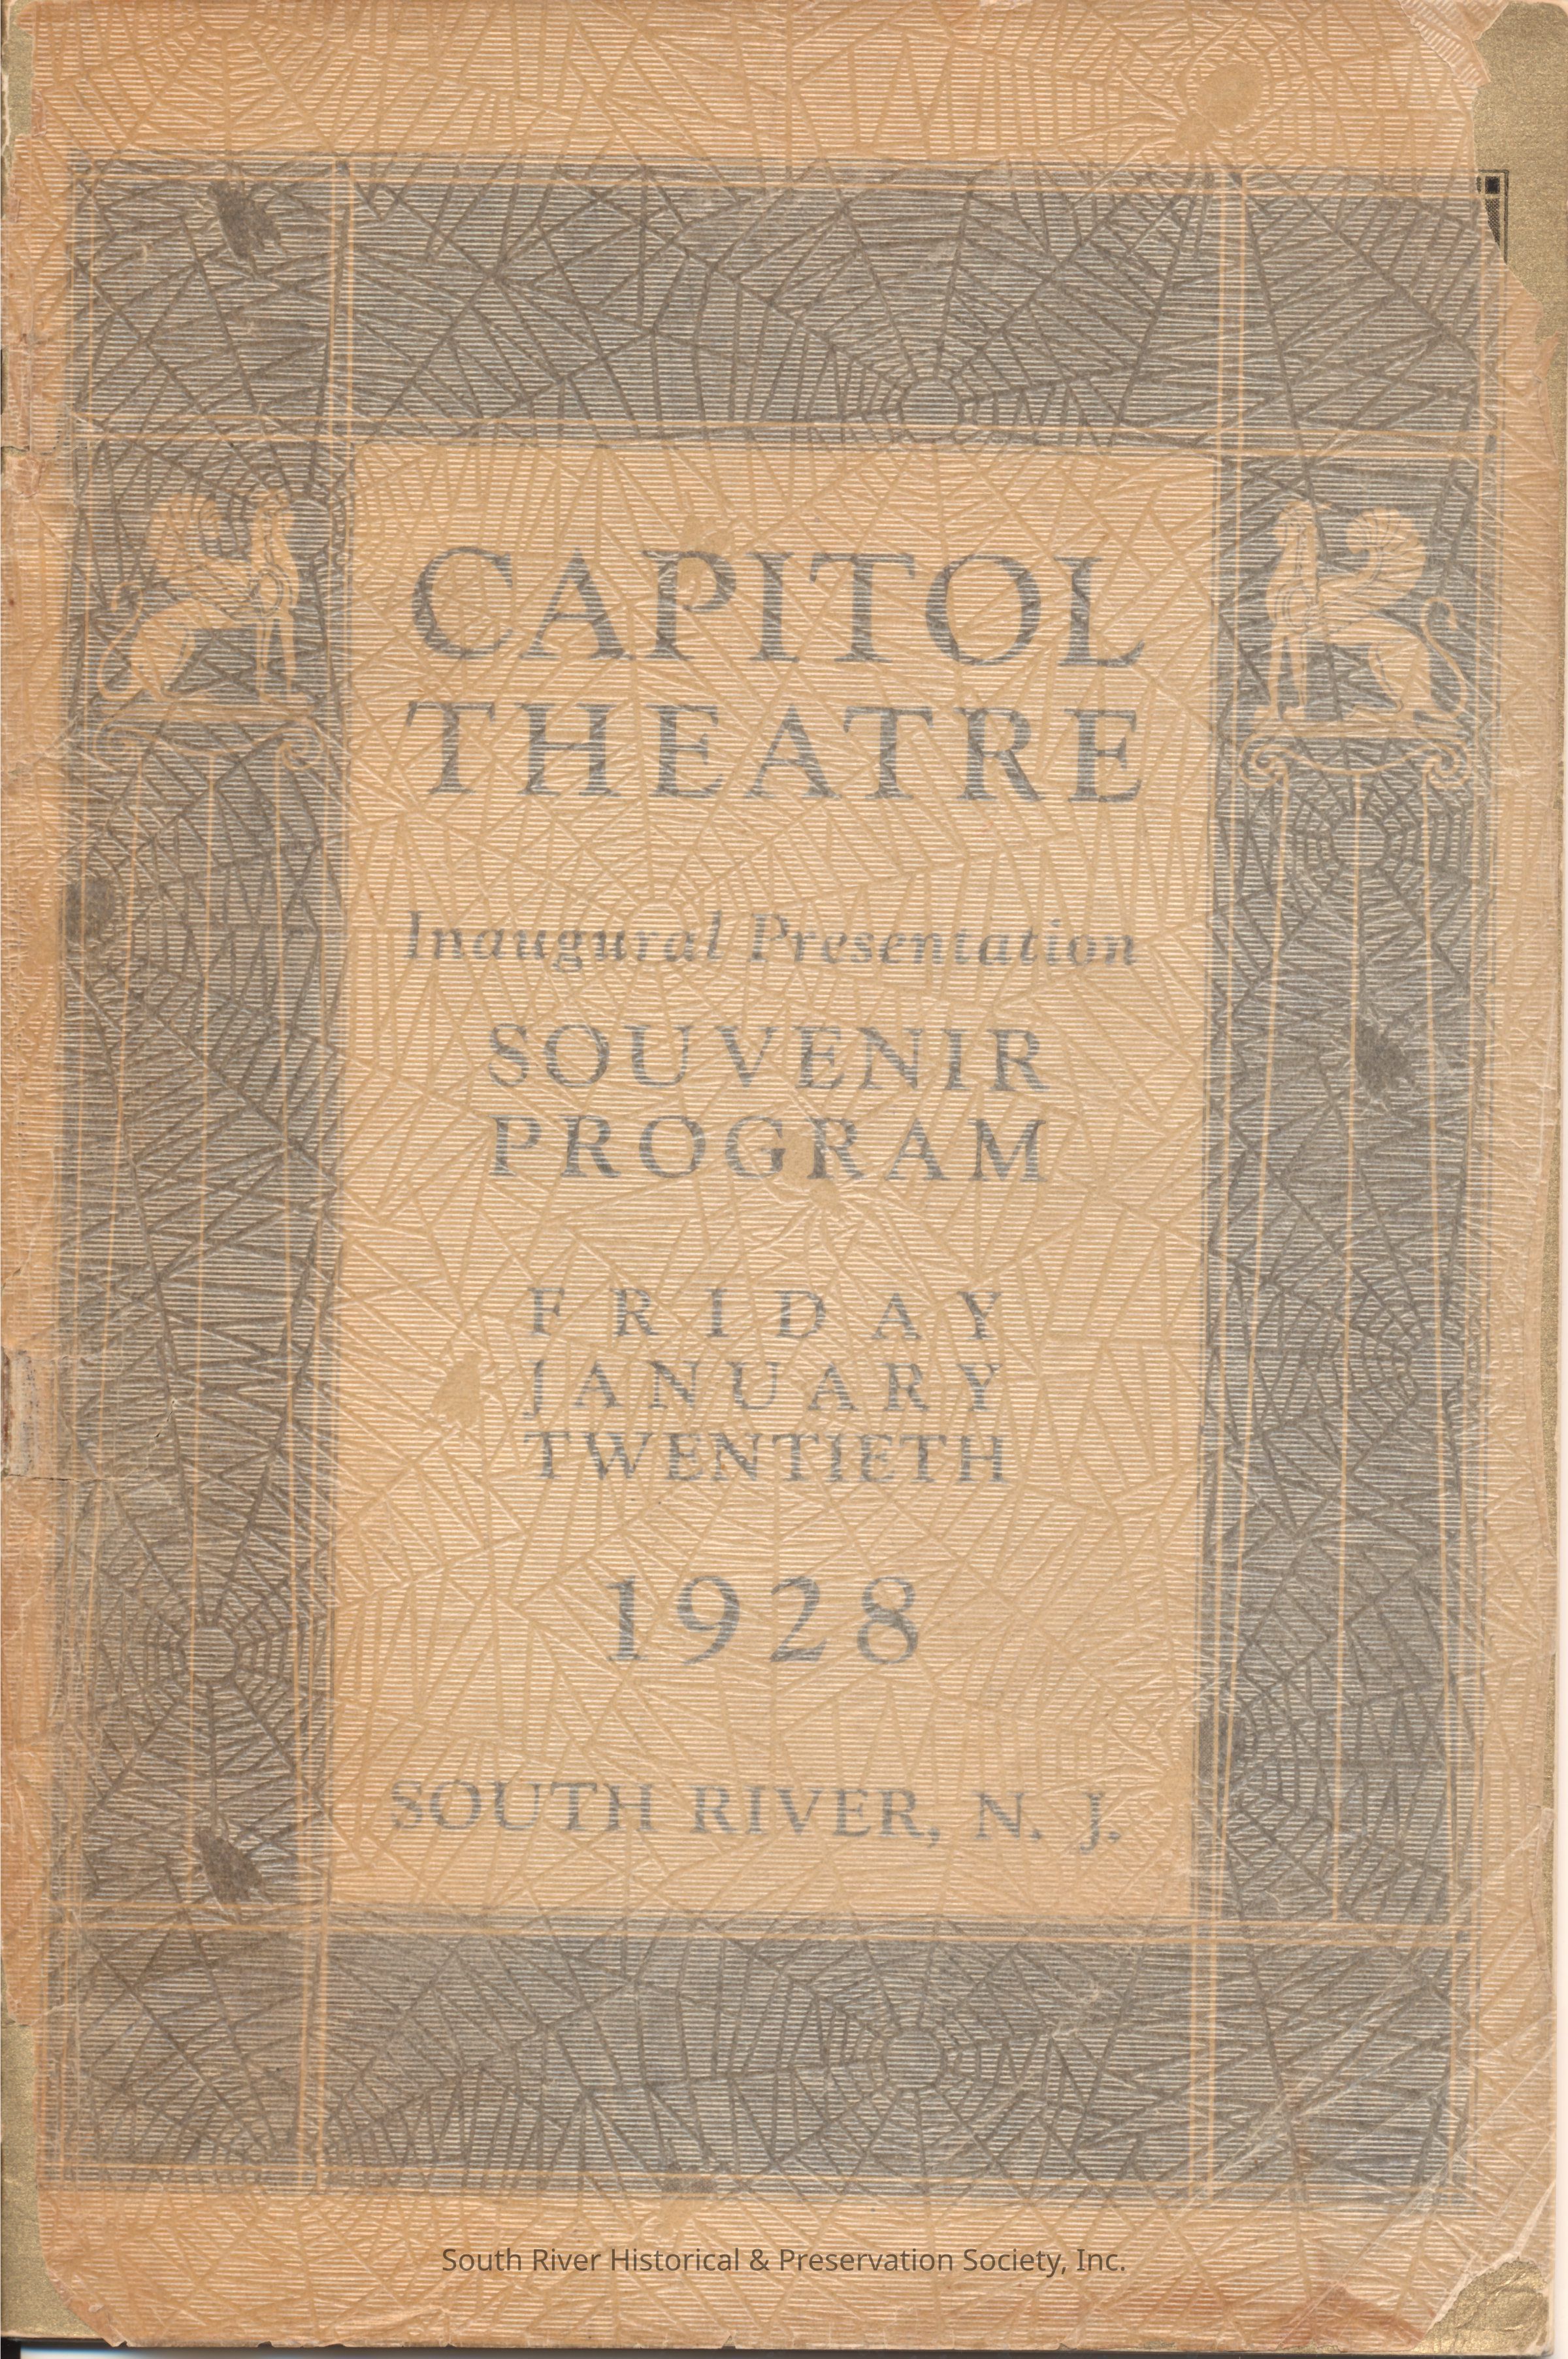 CAPITOL
THEATRE
Inaugural Presentation
SOUVENIR
PROGRAM
FRIDAY
JANUARY
TWENTIETH
1928
SOUTH RIVER, N. J.
South River Historical & Preservation Society, Inc.